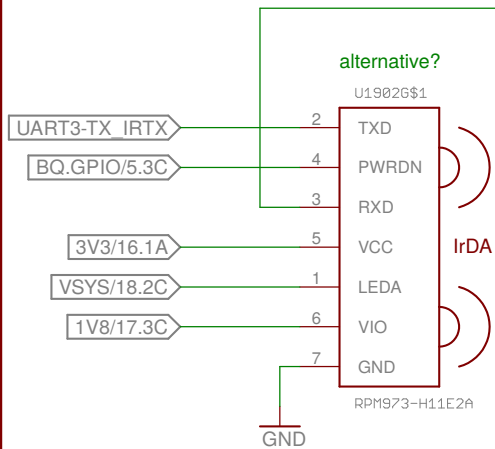 alternative?
U1902G$1
UART3-TX_IRTX 2 TXD
BQ.GPIO/5.3C 4 PWRDN
3 RXD
3V3/16.1A 5 VCC IrDA
VSYS/18.2C 1 LEDA
1V8/17.3C 6 VIO
7 GND
RPM973-H11E2A
GND